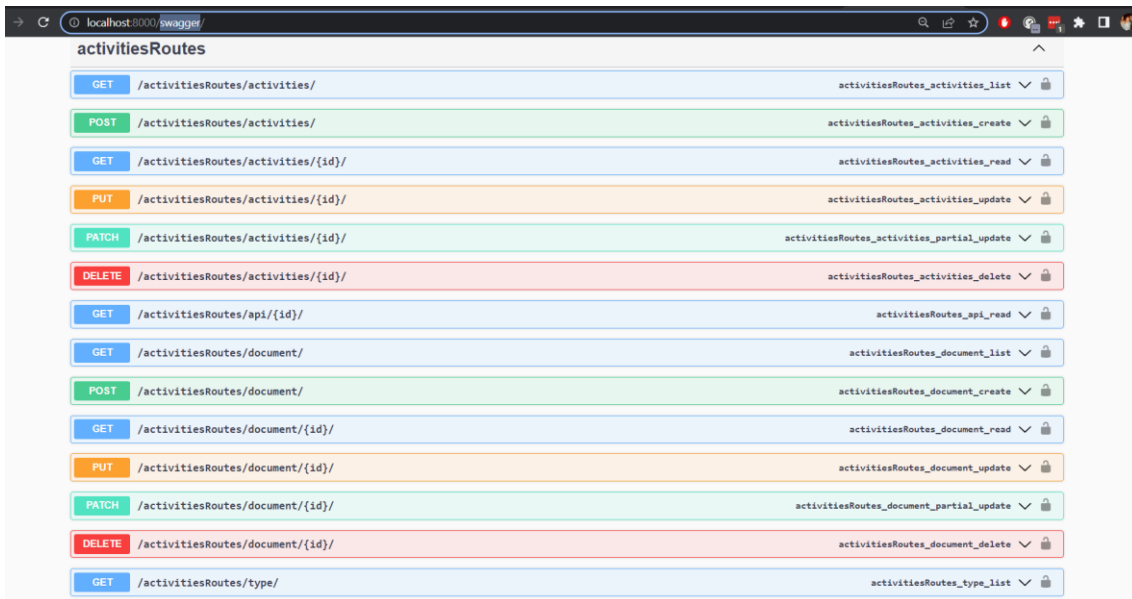 localhost:8000/swagger/
1
activitiesRoutes
GET /activitiesRoutes/activities/ activitiesRoutes_activities_list
POST /activitiesRoutes/activities/ activitiesRoutes_activities_create
GET /activitiesRoutes/activities/{id}/ activitiesRoutes_activities_read
PUT /activitiesRoutes/activities/{id}/ activitiesRoutes_activities_update
PATCH /activitiesRoutes/activities/{id}/ activitiesRoutes_activities_partial_update
DELETE /activitiesRoutes/activities/{id}/ activitiesRoutes_activities_delete
GET /activitiesRoutes/api/{id}/ activitiesRoutes_api_read
GET /activitiesRoutes/document/ activitiesRoutes_document_list
POST /activitiesRoutes/document/ activitiesRoutes_document_create
GET /activitiesRoutes/document/{id}/ activitiesRoutes_document_read
PUT /activitiesRoutes/document/{id}/ activitiesRoutes_document_update
PATCH /activitiesRoutes/document/{id}/ activitiesRoutes_document_partial_update
DELETE /activitiesRoutes/document/{id}/ activitiesRoutes_document_delete
GET /activitiesRoutes/type/ activitiesRoutes_type_list